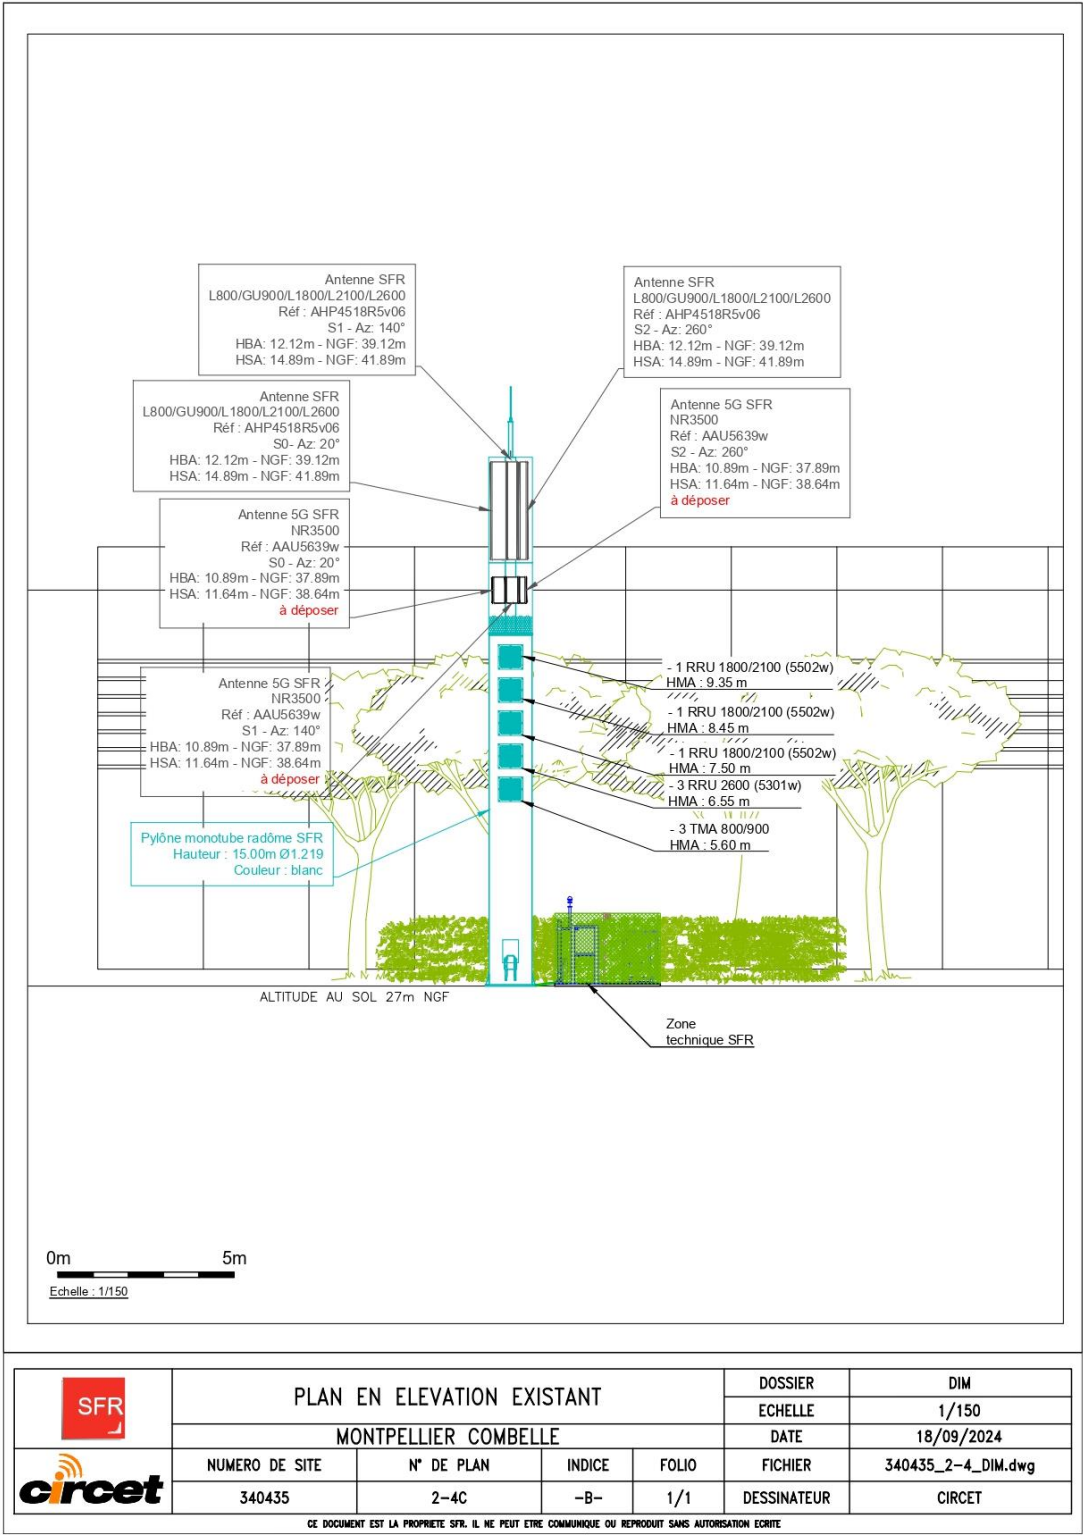 Antenne SFR
L800/GU900/L1800/L2100/L2600
Réf : AHP4518R5v06
S1 - Az: 140°
HBA: 12.12m - NGF: 39.12m
HSA: 14.89m - NGF: 41.89m
Antenne SFR
L800/GU900/L1800/L2100/L2600
Réf : AHP4518R5v06
S2 - Az: 260°
HBA: 12.12m - NGF: 39.12m
HSA: 14.89m - NGF: 41.89m
Antenne SFR
L800/GU900/L1800/L2100/L2600
Réf : AHP4518R5v06
S0- Az: 20°
HBA: 12.12m - NGF: 39.12m
HSA: 14.89m - NGF: 41.89m
Antenne 5G SFR
NR3500
Réf : AAU5639w
S2 - Az: 260°
HBA: 10.89m - NGF: 37.89m
HSA: 11.64m - NGF: 38.64m
à déposer
Antenne 5G SFR
NR3500
Réf : AAU5639w
S0 - Az: 20°
HBA: 10.89m - NGF: 37.89m
HSA: 11.64m - NGF: 38.64m
à déposer
Antenne 5G SFR
NR3500
Réf : AAU5639w
S1 - Az: 140°
HBA: 10.89m - NGF: 37.89m
HSA: 11.64m - NGF: 38.64m
à déposer
- 1 RRU 1800/2100 (5502w)
HMA : 9.35 m
- 1 RRU 1800/2100 (5502w)
HMA : 8.45 m
- 1 RRU 1800/2100 (5502w)
HMA : 7.50 m
- 3 RRU 2600 (5301w)
HMA : 6.55 m
- 3 TMA 800/900
HMA : 5.60 m
Pylône monotube radôme SFR
Hauteur : 15.00m Ø1.219
Couleur : blanc
ALTITUDE AU SOL 27m NGF
Zone
technique SFR
0m 5m
Echelle : 1/150
SFR
circet
PLAN EN ELEVATION EXISTANT
MONTPELLIER COMBELLE
NUMERO DE SITE N° DE PLAN INDICE FOLIO
340435 2-4C -B- 1/1
DOSSIER DIM
ECHELLE 1/150
DATE 18/09/2024
FICHIER 340435_2-4_DIM.dwg
DESSINATEUR CIRCET
CE DOCUMENT EST LA PROPRIETE SFR. IL NE PEUT ETRE COMMUNIQUE OU REPRODUIT SANS AUTORISATION ECRITE